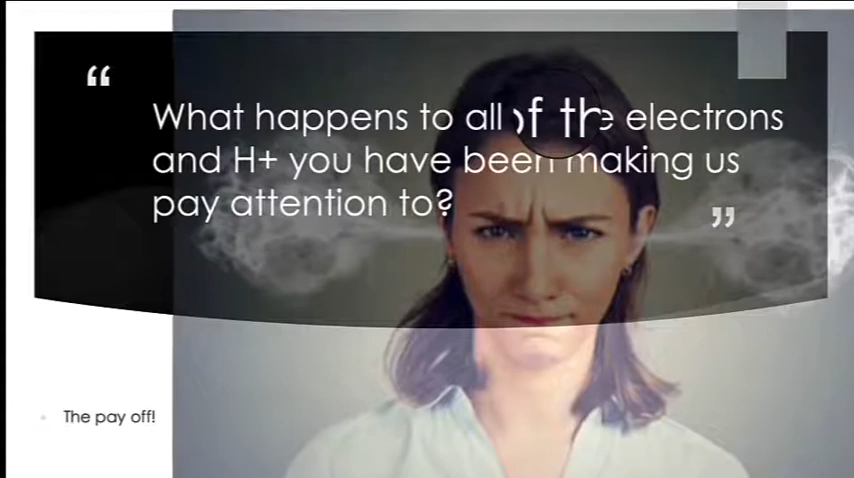 “
What happens to all of the electrons
and H+ you have been making us
pay attention to?
”
The pay off!